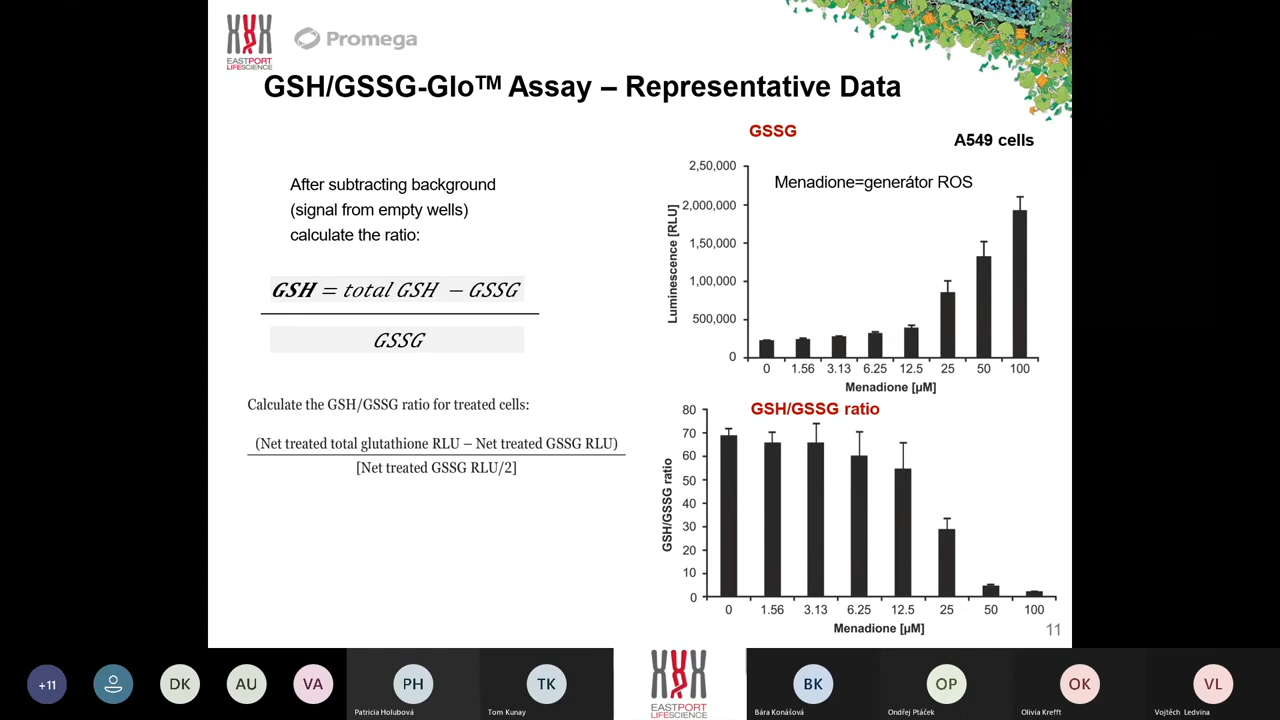 EASTPORT
LIFESCIENCE
Promega
GSH/GSSG-Glo™ Assay – Representative Data
After subtracting background
(signal from empty wells)
calculate the ratio:
GSH = total GSH − GSSG
GSSG
Calculate the GSH/GSSG ratio for treated cells:
(Net treated total glutathione RLU – Net treated GSSG RLU)
[Net treated GSSG RLU/2]
GSSG
A549 cells
Menadione=generátor ROS
Luminescence [RLU]
2,50,000
2,000,000
1,50,000
1,00,000
500,000
0
0 1.56 3.13 6.25 12.5 25 50 100
Menadione [µM]
GSH/GSSG ratio
GSH/GSSG ratio
80
70
60
50
40
30
20
10
0
0 1.56 3.13 6.25 12.5 25 50 100
Menadione [µM]
11
+11
DK
AU
VA
PH
Patricia Holubová
TK
Tom Kunay
EASTPORT
LIFESCIENCE
BK
Bára Konášová
OP
Ondřej Ptáček
OK
Olivia Krefft
VL
Vojtěch Ledvina